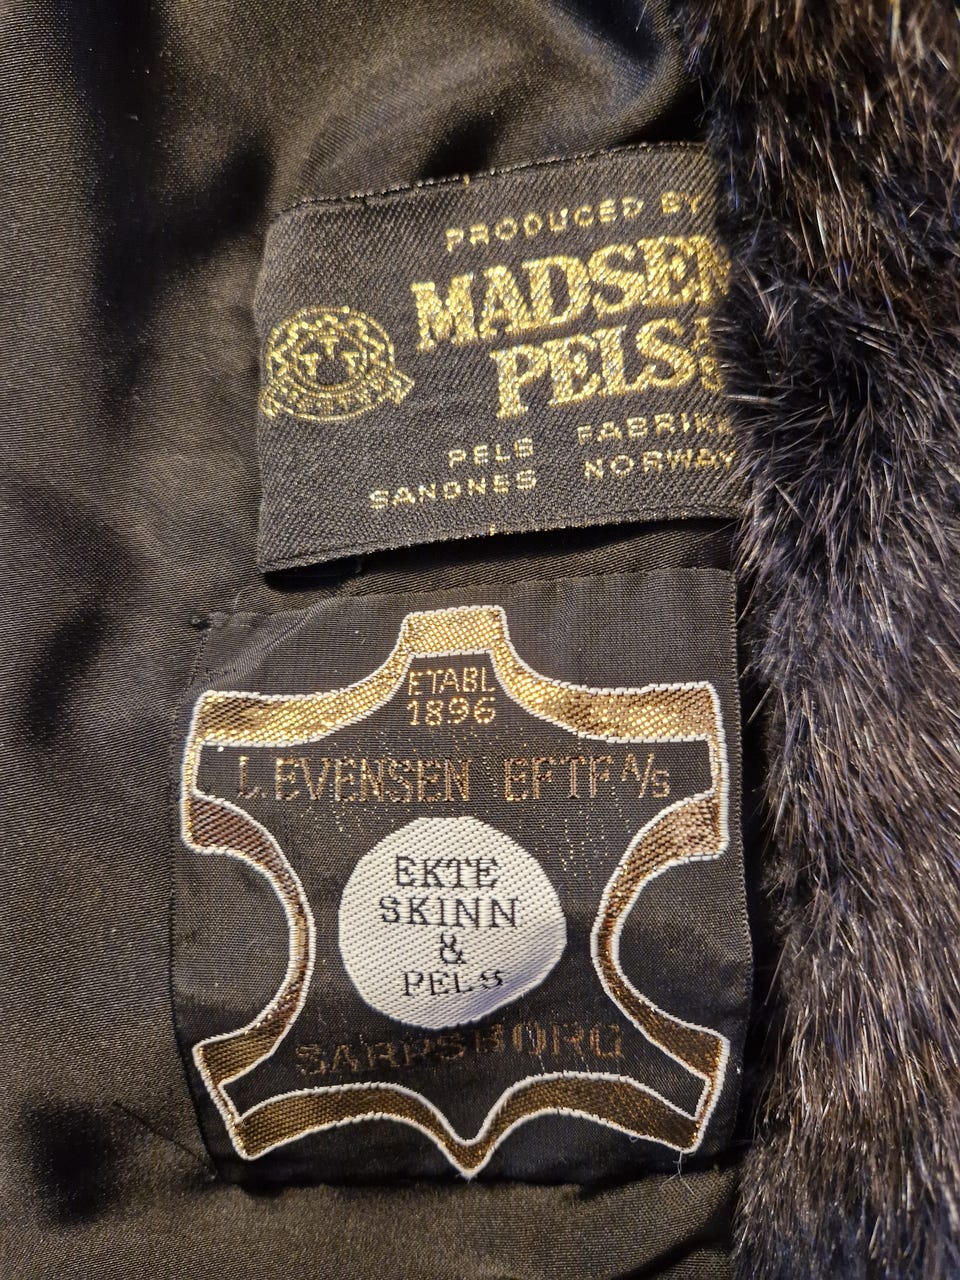 PRODUCED BY
MADSEN
PELS
PELS FABRIKK
SANDNES NORWAY
ETABL
1896
L. EVENSEN EFTF A/S
EKTE
SKINN
&
PELS
SARPSBORG